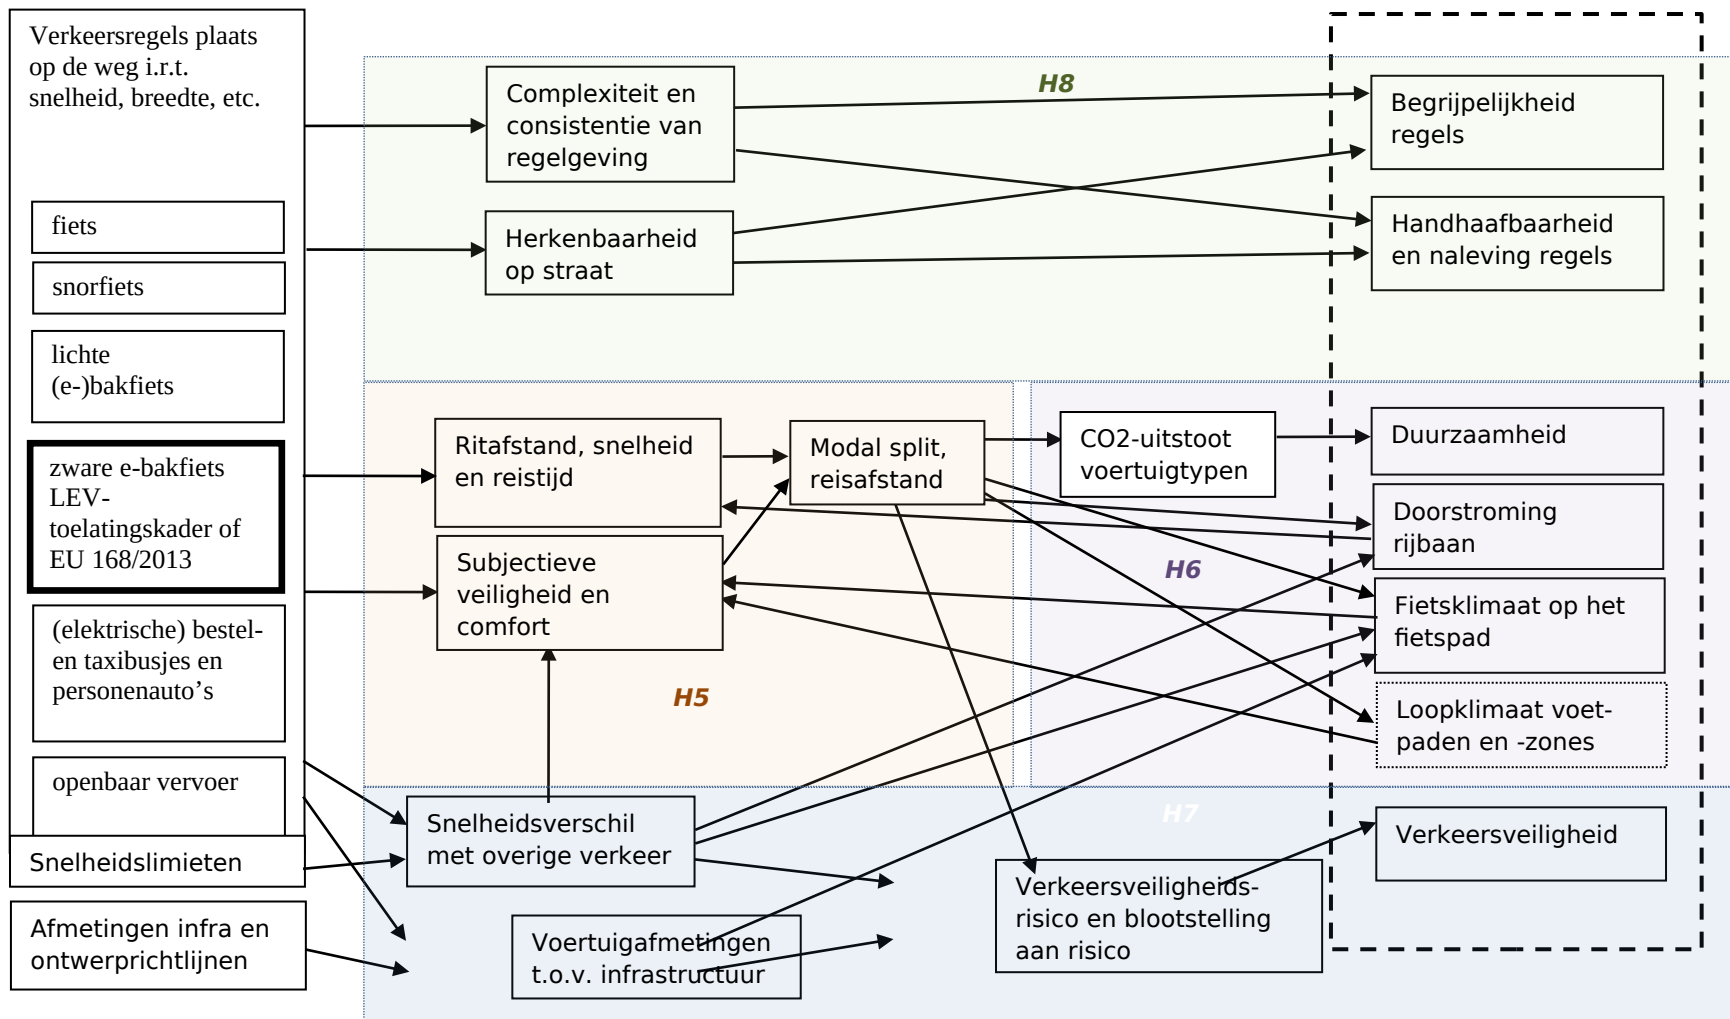 Verkeersregels plaats
op de weg i.r.t.
snelheid, breedte, etc.
fiets
snorfiets
lichte
(e-)bakfiets
zware e-bakfiets
LEV-
toelatingskader of
EU 168/2013
(elektrische) bestel-
en taxibusjes en
personenauto’s
openbaar vervoer
Snelheidslimieten
Afmetingen infra en
ontwerprichtlijnen
H8
Complexiteit en
consistentie van
regelgeving
Herkenbaarheid
op straat
Begrijpelijkheid
regels
Handhaafbaarheid
en naleving regels
Ritafstand, snelheid
en reistijd
Subjectieve
veiligheid en
comfort
Modal split,
reisafstand
H5
CO2-uitstoot
voertuigtypen
H6
Duurzaamheid
Doorstroming
rijbaan
Fietsklimaat op het
fietspad
Loopklimaat voet-
paden en -zones
Snelheidsverschil
met overige verkeer
Voertuigafmetingen
t.o.v. infrastructuur
H7
Verkeersveiligheids-
risico en blootstelling
aan risico
Verkeersveiligheid